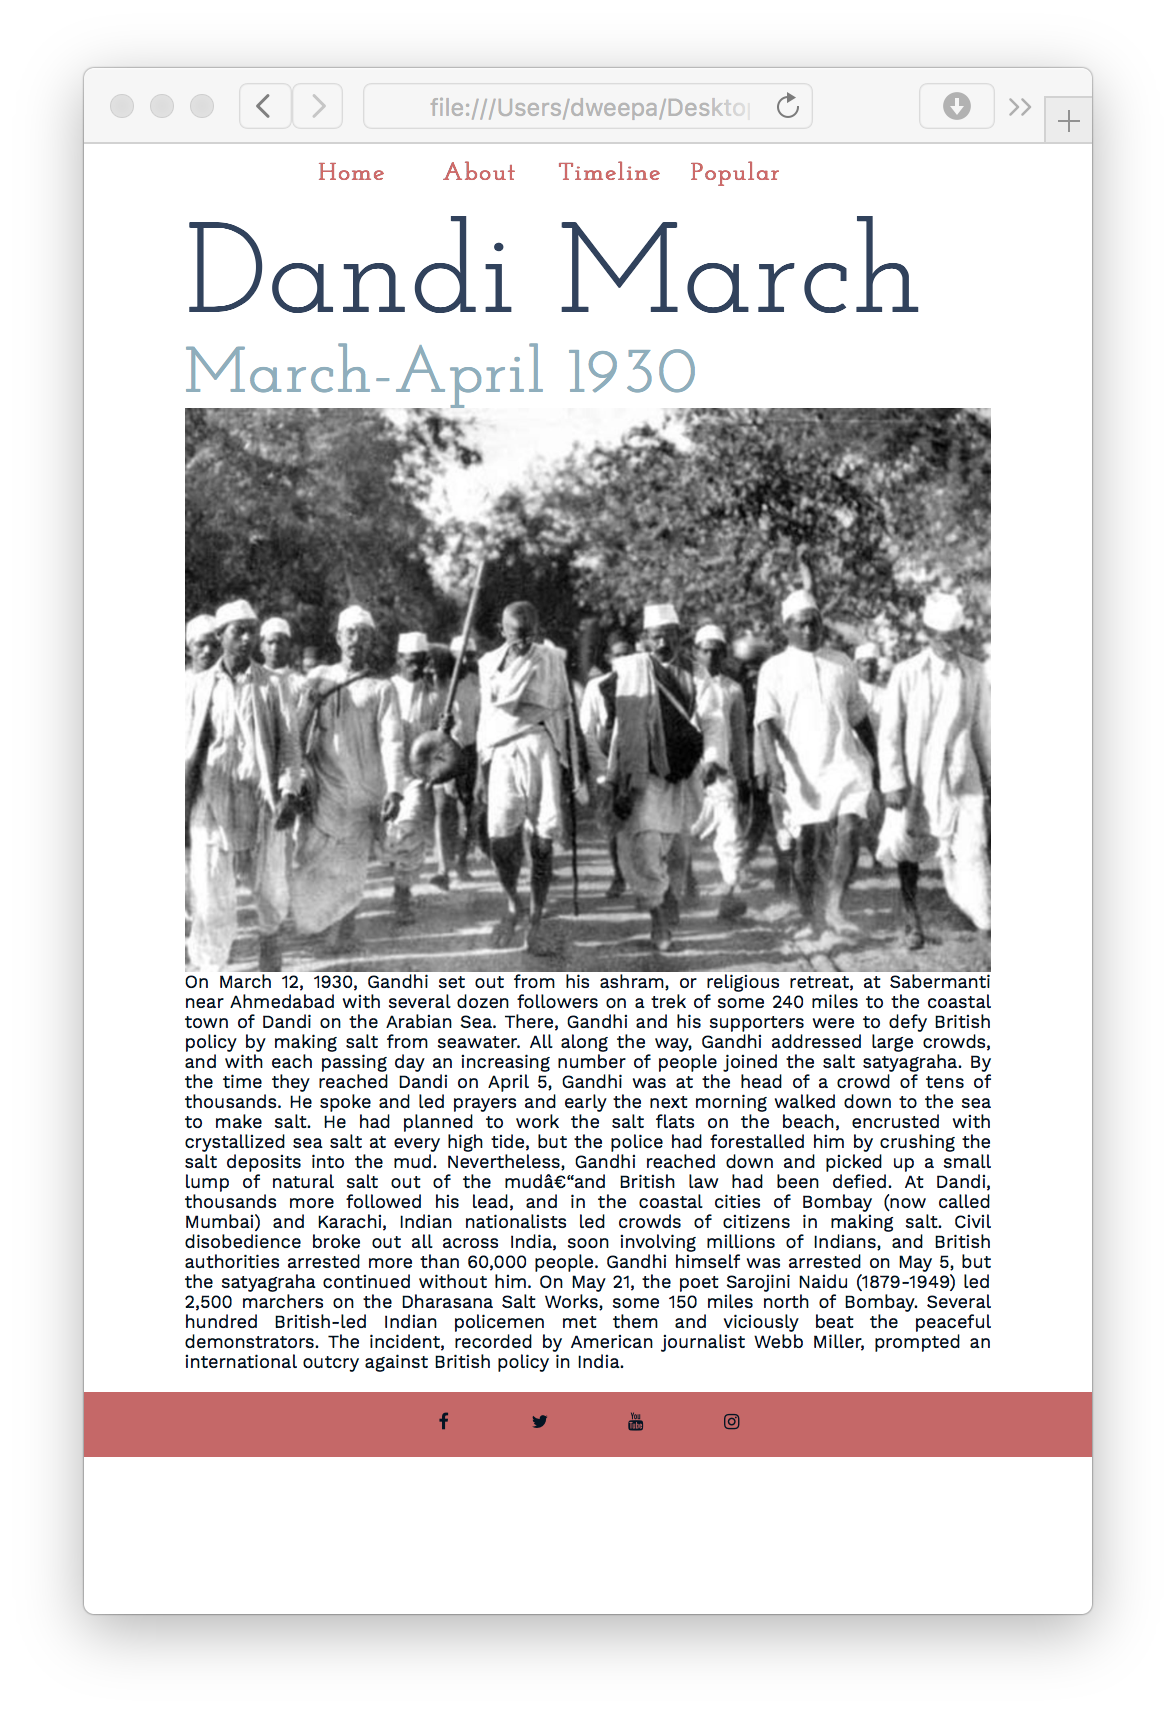 file:///Users/dweepa/Desktop
Home About Timeline Popular
Dandi March
March-April 1930
On March 12, 1930, Gandhi set out from his ashram, or religious retreat, at Sabermanti
near Ahmedabad with several dozen followers on a trek of some 240 miles to the coastal
town of Dandi on the Arabian Sea. There, Gandhi and his supporters were to defy British
policy by making salt from seawater. All along the way, Gandhi addressed large crowds,
and with each passing day an increasing number of people joined the salt satyagraha. By
the time they reached Dandi on April 5, Gandhi was at the head of a crowd of tens of
thousands. He spoke and led prayers and early the next morning walked down to the sea
to make salt. He had planned to work the salt flats on the beach, encrusted with
crystallized sea salt at every high tide, but the police had forestalled him by crushing the
salt deposits into the mud. Nevertheless, Gandhi reached down and picked up a small
lump of natural salt out of the mudâ€“and British law had been defied. At Dandi,
thousands more followed his lead, and in the coastal cities of Bombay (now called
Mumbai) and Karachi, Indian nationalists led crowds of citizens in making salt. Civil
disobedience broke out all across India, soon involving millions of Indians, and British
authorities arrested more than 60,000 people. Gandhi himself was arrested on May 5, but
the satyagraha continued without him. On May 21, the poet Sarojini Naidu (1879-1949) led
2,500 marchers on the Dharasana Salt Works, some 150 miles north of Bombay. Several
hundred British-led Indian policemen met them and viciously beat the peaceful
demonstrators. The incident, recorded by American journalist Webb Miller, prompted an
international outcry against British policy in India.
You
Tube